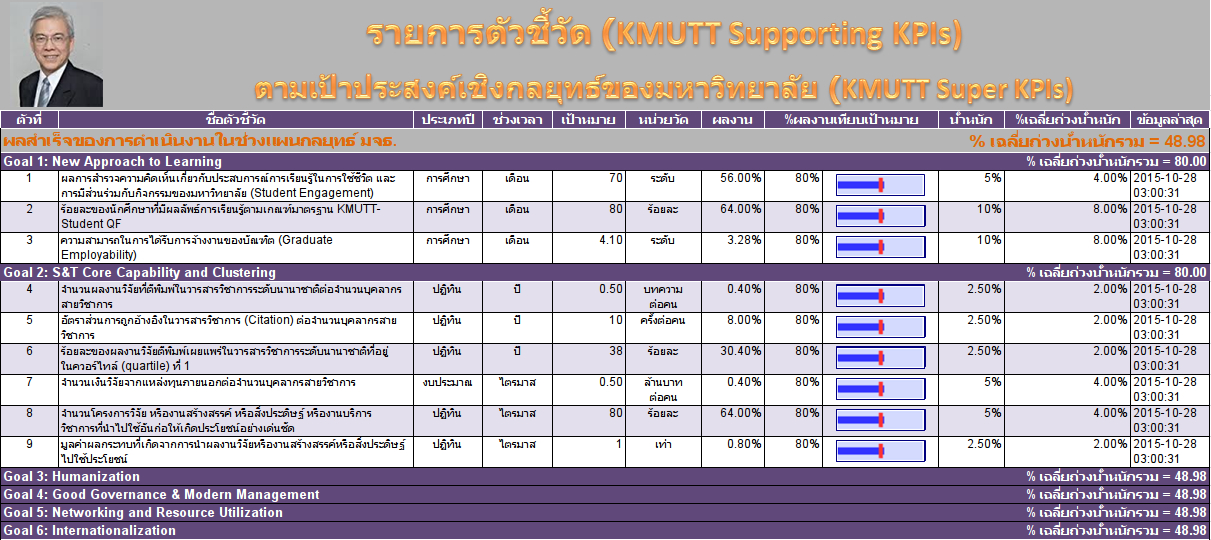 รายการตัวชี้วัด (KMUTT Supporting KPIs)
ตามเป้าประสงค์เชิงกลยุทธ์ของมหาวิทยาลัย (KMUTT Super KPIs)
ตัวที่ ชื่อตัวชี้วัด ประเภทปี ช่วงเวลา เป้าหมาย หน่วยวัด ผลงาน %ผลงานเทียบเป้าหมาย น้ำหนัก %เฉลี่ยถ่วงน้ำหนัก ข้อมูลล่าสุด
ผลสำเร็จของการดำเนินงานในช่วงแผนกลยุทธ์ มจธ. % เฉลี่ยถ่วงน้ำหนักรวม = 48.98
Goal 1: New Approach to Learning % เฉลี่ยถ่วงน้ำหนักรวม = 80.00
1 ผลการสำรวจความคิดเห็นเกี่ยวกับประสบการณ์การเรียนรู้ในการใช้ชีวิต และ การศึกษา เดือน 70 ระดับ 56.00% 80% 5% 4.00% 2015-10-28
การมีส่วนร่วมกับกิจกรรมของมหาวิทยาลัย (Student Engagement) 03:00:31
2 ร้อยละของนักศึกษาที่มีผลลัพธ์การเรียนรู้ตามเกณฑ์มาตรฐาน KMUTT- การศึกษา เดือน 80 ร้อยละ 64.00% 80% 10% 8.00% 2015-10-28
Student QF 03:00:31
3 ความสามารถในการได้รับการจ้างงานของบัณฑิต (Graduate การศึกษา เดือน 4.10 ระดับ 3.28% 80% 10% 8.00% 2015-10-28
Employability) 03:00:31
Goal 2: S&T Core Capability and Clustering % เฉลี่ยถ่วงน้ำหนักรวม = 80.00
4 จำนวนผลงานวิจัยที่ตีพิมพ์ในวารสารวิชาการระดับนานาชาติต่อจำนวนบุคลากร ปฏิทิน ปี 0.50 บทความ 0.40% 80% 2.50% 2.00% 2015-10-28
สายวิชาการ ต่อคน 03:00:31
5 อัตราส่วนการถูกอ้างอิงในวารสารวิชาการ (Citation) ต่อจำนวนบุคลากรสาย ปฏิทิน ปี 10 ครั้งต่อคน 8.00% 80% 2.50% 2.00% 2015-10-28
วิชาการ 03:00:31
6 ร้อยละของผลงานวิจัยตีพิมพ์เผยแพร่ในวารสารวิชาการระดับนานาชาติที่อยู่ ปฏิทิน ปี 38 ร้อยละ 30.40% 80% 2.50% 2.00% 2015-10-28
ในควอร์ไทล์ (quartile) ที่ 1 03:00:31
7 จำนวนเงินวิจัยจากแหล่งทุนภายนอกต่อจำนวนบุคลากรสายวิชาการ งบประมาณ ไตรมาส 0.50 ล้านบาท 0.40% 80% 5% 4.00% 2015-10-28
ต่อคน 03:00:31
8 จำนวนโครงการวิจัย หรืองานสร้างสรรค์ หรือสิ่งประดิษฐ์ หรืองานบริการ ปฏิทิน ไตรมาส 80 ร้อยละ 64.00% 80% 5% 4.00% 2015-10-28
วิชาการที่นำไปใช้อันก่อให้เกิดประโยชน์อย่างเด่นชัด 03:00:31
9 มูลค่าผลกระทบที่เกิดจากการนำผลงานวิจัยหรืองานสร้างสรรค์หรือสิ่งประดิษฐ์ ปฏิทิน ไตรมาส 1 เท่า 0.80% 80% 2.50% 2.00% 2015-10-28
ไปใช้ประโยชน์ 03:00:31
Goal 3: Humanization % เฉลี่ยถ่วงน้ำหนักรวม = 48.98
Goal 4: Good Governance & Modern Management % เฉลี่ยถ่วงน้ำหนักรวม = 48.98
Goal 5: Networking and Resource Utilization % เฉลี่ยถ่วงน้ำหนักรวม = 48.98
Goal 6: Internationalization % เฉลี่ยถ่วงน้ำหนักรวม = 48.98